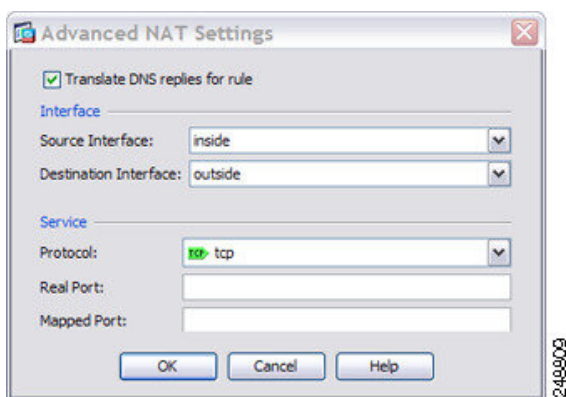 Advanced NAT Settings
Translate DNS replies for rule
Interface
Source Interface: inside
Destination Interface: outside
Service
Protocol: TCP tcp
Real Port:
Mapped Port:
OK Cancel Help
248809